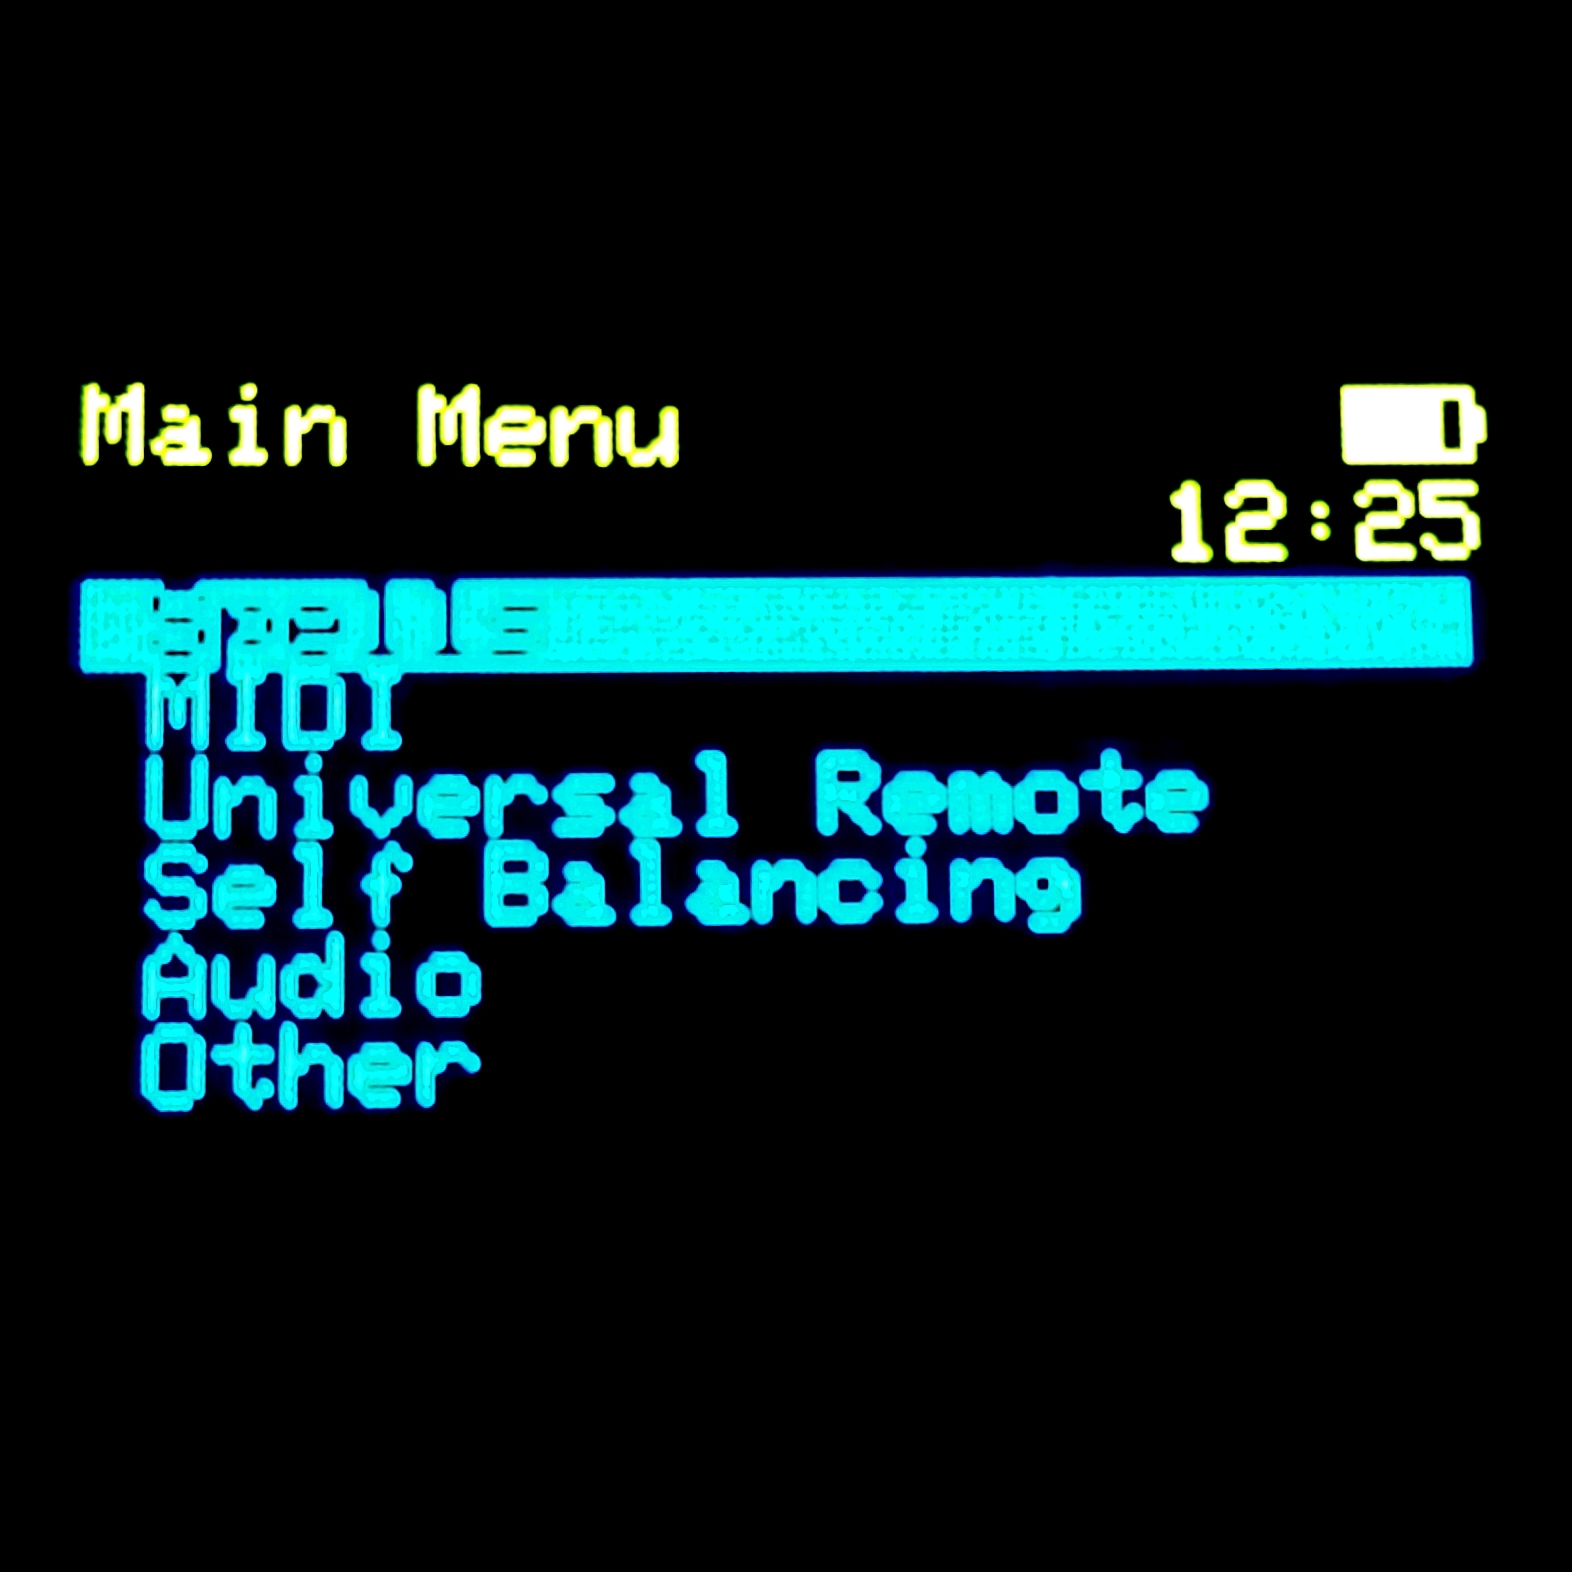 Main Menu
12:25
MIDI
Universal Remote
Self Balancing
Audio
Other